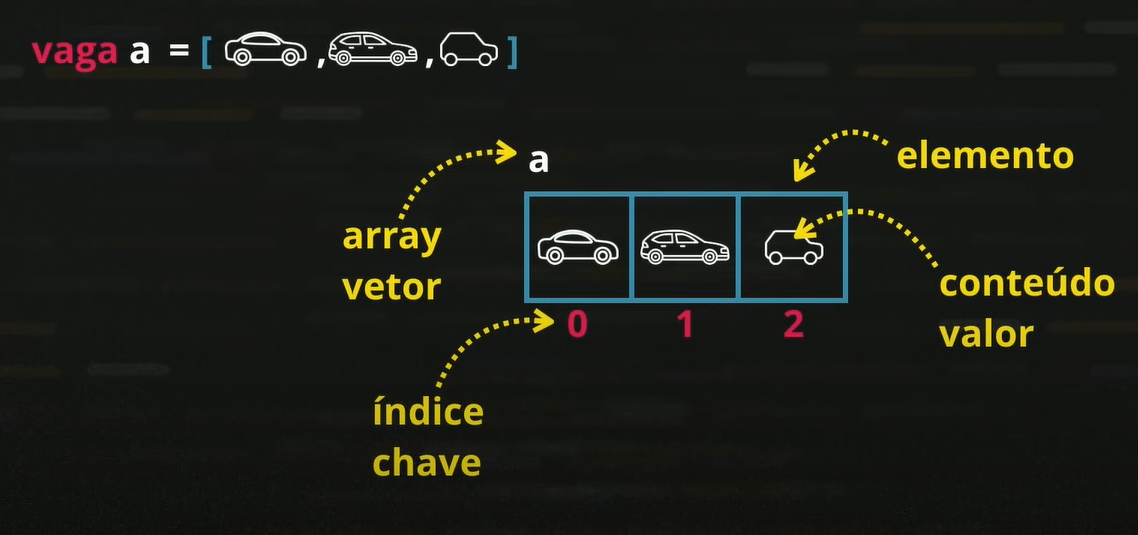 vaga a = [ , , ]
a
elemento
array
vetor
conteúdo
valor
0 1 2
índice
chave